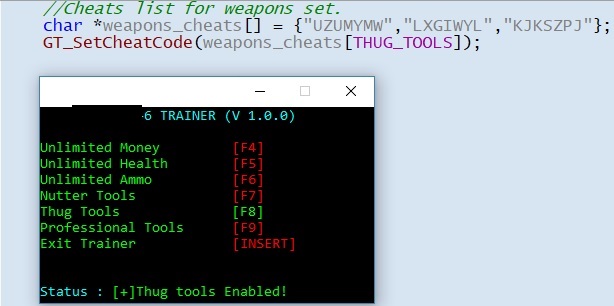 //Cheats list for weapons set.
char *weapons_cheats[] = {"UZUMYMW","LXGIWYL","KJKSZPJ"};
GT_SetCheatCode(weapons_cheats[THUG_TOOLS]);
-6 TRAINER (V 1.0.0)
Unlimited Money [F4]
Unlimited Health [F5]
Unlimited Ammo [F6]
Nutter Tools [F7]
Thug Tools [F8]
Professional Tools [F9]
Exit Trainer [INSERT]
Status : [+]Thug tools Enabled!